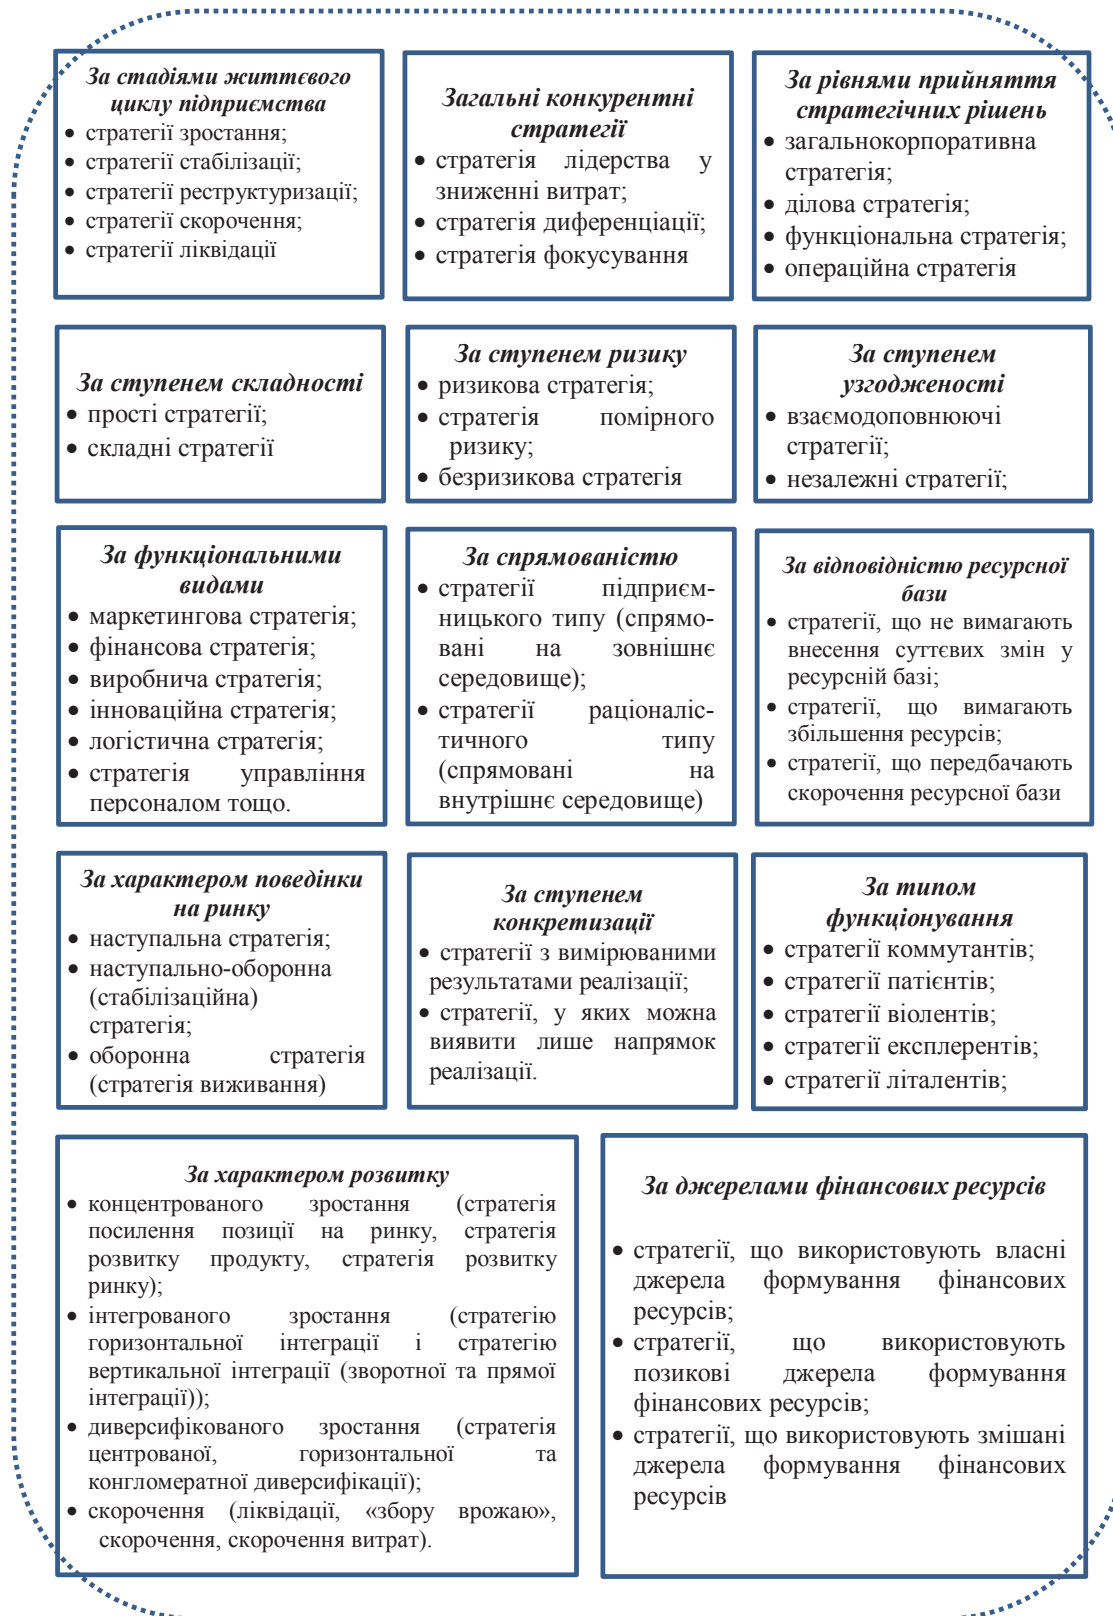 За стадіями життєвого
циклу підприємства
• стратегії зростання;
• стратегії стабілізації;
• стратегії реструктуризації;
• стратегії скорочення;
• стратегії ліквідації
Загальні конкурентні
стратегії
• стратегія лідерства у
зниженні витрат;
• стратегія диференціації;
• стратегія фокусування
За рівнями прийняття
стратегічних рішень
• загальнокорпоративна
стратегія;
• ділова стратегія;
• функціональна стратегія;
• операційна стратегія
За ступенем складності
• прості стратегії;
• складні стратегії
За ступенем ризику
• ризикова стратегія;
• стратегія помірного
ризику;
• безризикова стратегія
За ступенем
узгодженості
• взаємодоповнюючі
стратегії;
• незалежні стратегії;
За функціональними
видами
• маркетингова стратегія;
• фінансова стратегія;
• виробнича стратегія;
• інноваційна стратегія;
• логістична стратегія;
• стратегія управління
персоналом тощо.
За спрямованістю
• стратегії підприєм-
ницького типу (спрямо-
вані на зовнішнє
середовище);
• стратегії раціоналіс-
тичного типу
(спрямовані на
внутрішнє середовище)
За відповідністю ресурсної
бази
• стратегії, що не вимагають
внесення суттєвих змін у
ресурсній базі;
• стратегії, що вимагають
збільшення ресурсів;
• стратегії, що передбачають
скорочення ресурсної бази
За характером поведінки
на ринку
• наступальна стратегія;
• наступально-оборонна
(стабілізаційна)
стратегія;
• оборонна стратегія
(стратегія виживання)
За ступенем
конкретизації
• стратегії з вимірюваними
результатами реалізації;
• стратегії, у яких можна
виявити лише напрямок
реалізації.
За типом
функціонування
• стратегії коммутантів;
• стратегії патієнтів;
• стратегії віолентів;
• стратегії експлерентів;
• стратегії літалентів;
За характером розвитку
• концентрованого зростання (стратегія
посилення позиції на ринку, стратегія
розвитку продукту, стратегія розвитку
ринку);
• інтегрованого зростання (стратегію
горизонтальної інтеграції і стратегію
вертикальної інтеграції (зворотної та прямої
інтеграції));
• диверсифікованого зростання (стратегія
центрованої, горизонтальної та
конгломератної диверсифікації);
• скорочення (ліквідації, «збору врожаю»,
скорочення, скорочення витрат).
За джерелами фінансових ресурсів
• стратегії, що використовують власні
джерела формування фінансових
ресурсів;
• стратегії, що використовують
позикові джерела формування
фінансових ресурсів;
• стратегії, що використовують змішані
джерела формування фінансових
ресурсів